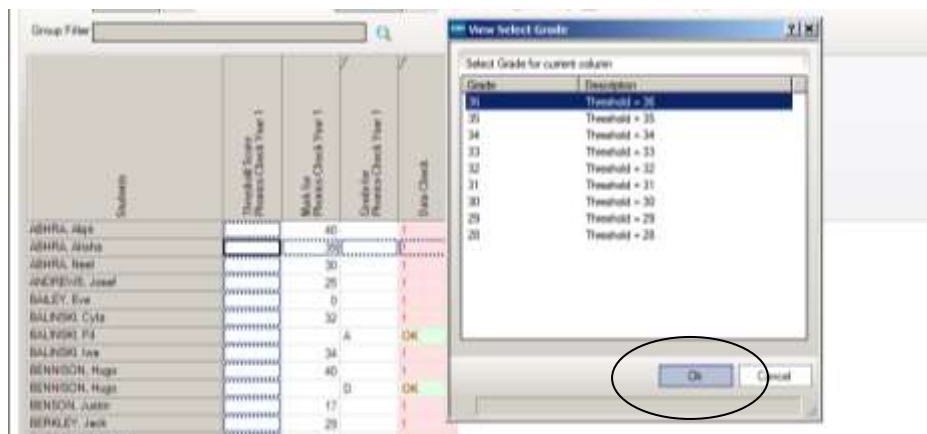 Group Filter
Students
Threshold Score
Phonics Check Year 1
Mark for
Phonics Check Year 1
Grade for
Phonics Check Year 1
Data Check
ABHRA, Alpa
40
!
ABHRA, Alisha
39
!
ABHRA, Neel
30
!
ANDREWS, Josef
25
!
BAILEY, Eve
0
!
BALINSKI, Cyla
32
!
BALINSKI,
A
OK
BALINSKI, Iwa
34
!
BENNISON, Hugo
40
!
BENNISON, Hugo
D
OK
BENSON, Justin
17
!
BERKLEY, Jack
29
!
View Select Grade
Select Grade for current column
Grade Description
36 Threshold = 36
35 Threshold = 35
34 Threshold = 34
33 Threshold = 33
32 Threshold = 32
31 Threshold = 31
30 Threshold = 30
29 Threshold = 29
28 Threshold = 28
Ok
Cancel